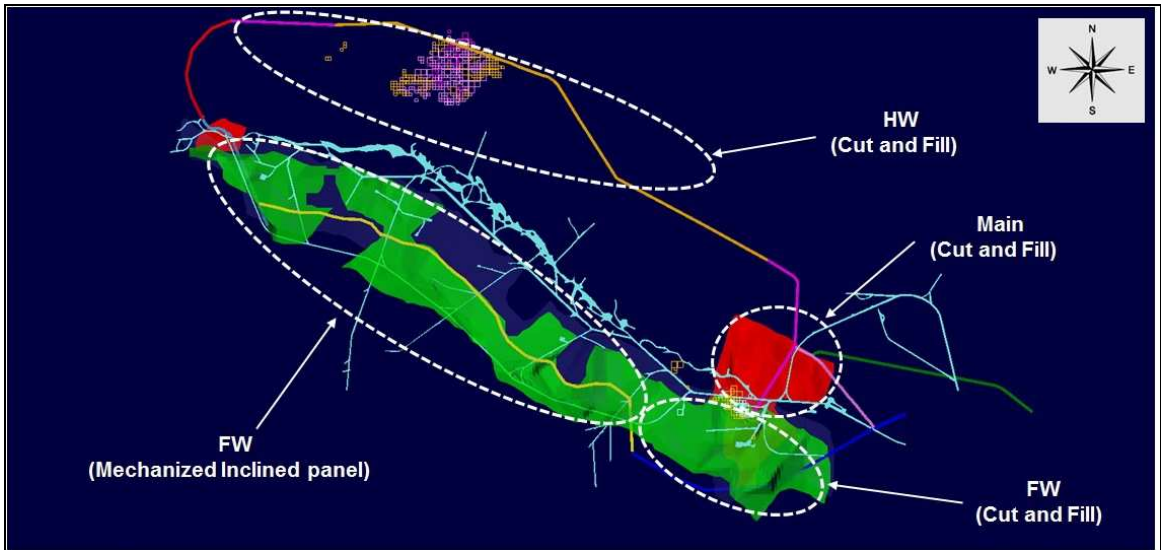 N
W E
S
HW
(Cut and Fill)
Main
(Cut and Fill)
FW
(Mechanized Inclined panel)
FW
(Cut and Fill)